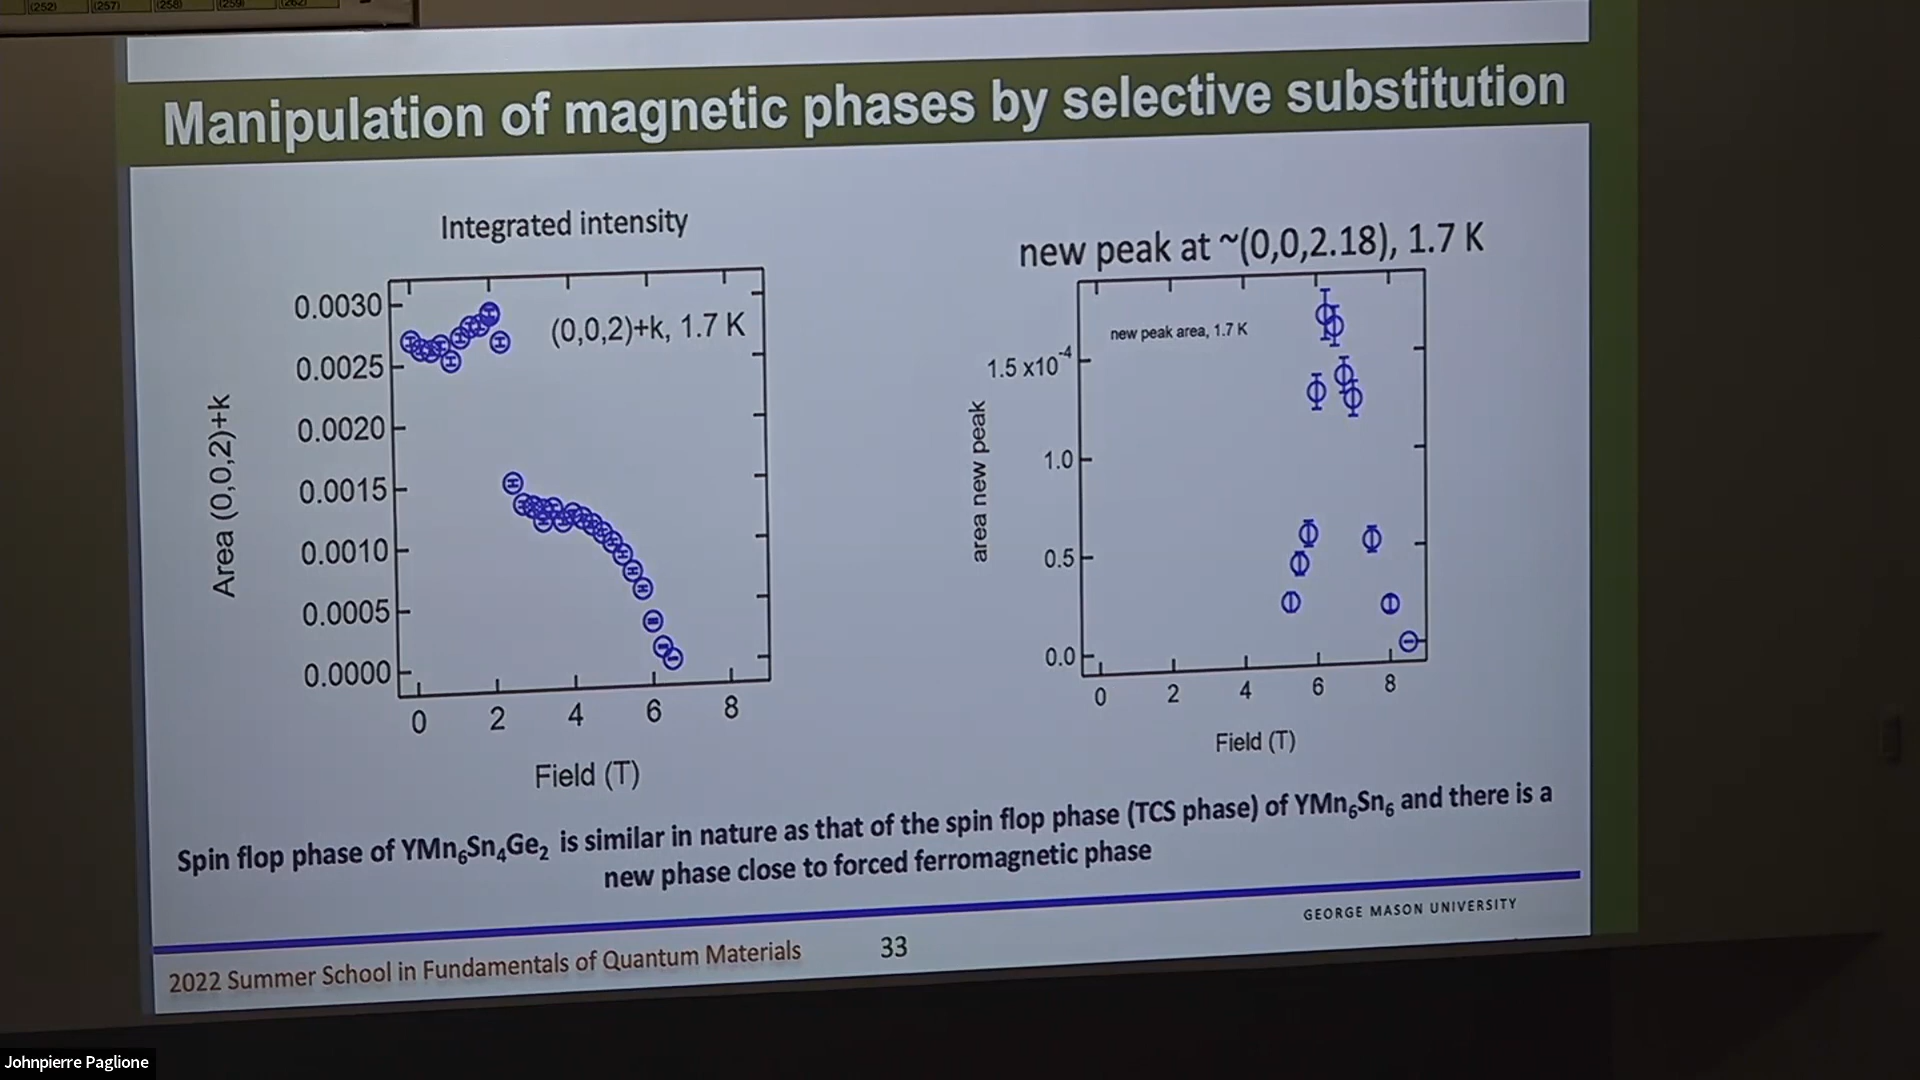 (252) (257) (258) (259) (262)
Manipulation of magnetic phases by selective substitution
Integrated intensity
(0,0,2)+k, 1.7 K
Area (0,0,2)+k
0.0030
0.0025
0.0020
0.0015
0.0010
0.0005
0.0000
0 2 4 6 8
Field (T)
new peak at ~(0,0,2.18), 1.7 K
new peak area, 1.7 K
area new peak
1.5 x10⁻⁴
1.0
0.5
0.0
0 2 4 6 8
Field (T)
Spin flop phase of YMn₆Sn₄Ge₂ is similar in nature as that of the spin flop phase (TCS phase) of YMn₆Sn₆ and there is a
new phase close to forced ferromagnetic phase
GEORGE MASON UNIVERSITY
2022 Summer School in Fundamentals of Quantum Materials
33
Johnpierre Paglione